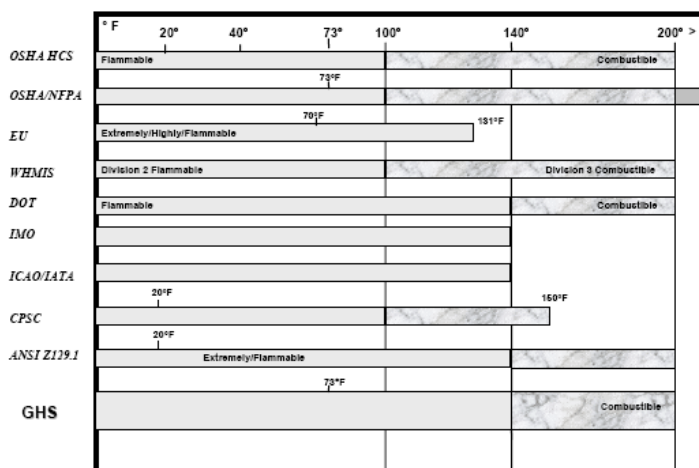 ° F
20° 40° 73° 100° 140° 200° >
OSHA HCS Flammable Combustible
73°F
OSHA/NFPA
70°F 131°F
EU Extremely/Highly/Flammable
WHMIS Division 2 Flammable Division 3 Combustible
DOT Flammable Combustible
IMO
ICAO/IATA
20°F 150°F
CPSC
20°F
ANSI Z129.1 Extremely/Flammable
73°F
GHS Combustible